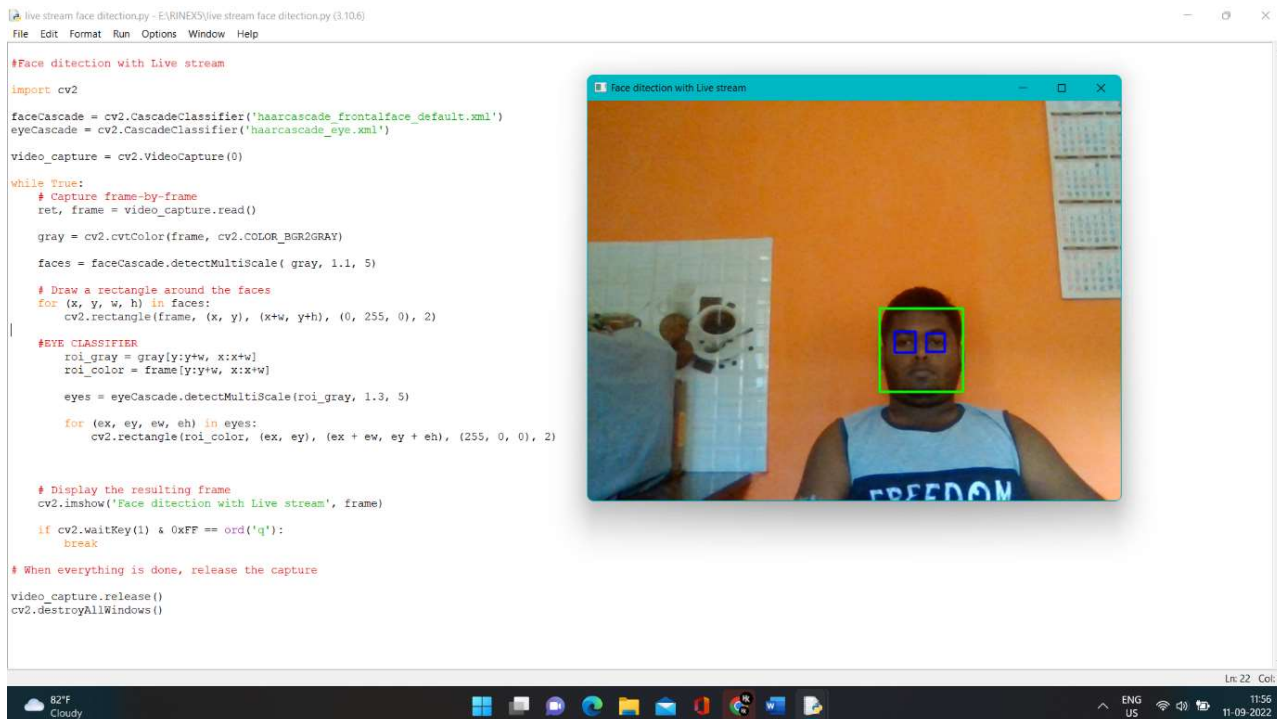 live stream face ditection.py - E:\RINEX5\live stream face ditection.py (3.10.6)
File Edit Format Run Options Window Help
#Face ditection with Live stream
import cv2
faceCascade = cv2.CascadeClassifier('haarcascade_frontalface_default.xml')
eyeCascade = cv2.CascadeClassifier('haarcascade_eye.xml')
video_capture = cv2.VideoCapture(0)
while True:
# Capture frame-by-frame
ret, frame = video_capture.read()
gray = cv2.cvtColor(frame, cv2.COLOR_BGR2GRAY)
faces = faceCascade.detectMultiScale( gray, 1.1, 5)
# Draw a rectangle around the faces
for (x, y, w, h) in faces:
cv2.rectangle(frame, (x, y), (x+w, y+h), (0, 255, 0), 2)
#EYE CLASSIFIER
roi_gray = gray[y:y+w, x:x+w]
roi_color = frame[y:y+w, x:x+w]
eyes = eyeCascade.detectMultiScale(roi_gray, 1.3, 5)
for (ex, ey, ew, eh) in eyes:
cv2.rectangle(roi_color, (ex, ey), (ex + ew, ey + eh), (255, 0, 0), 2)
# Display the resulting frame
cv2.imshow('Face ditection with Live stream', frame)
if cv2.waitKey(1) & 0xFF == ord('q'):
break
# When everything is done, release the capture
video_capture.release()
cv2.destroyAllWindows()
Face ditection with Live stream
FREEDOM
Ln: 22 Col:
82°F
Cloudy
ENG
US
11:56
11-09-2022